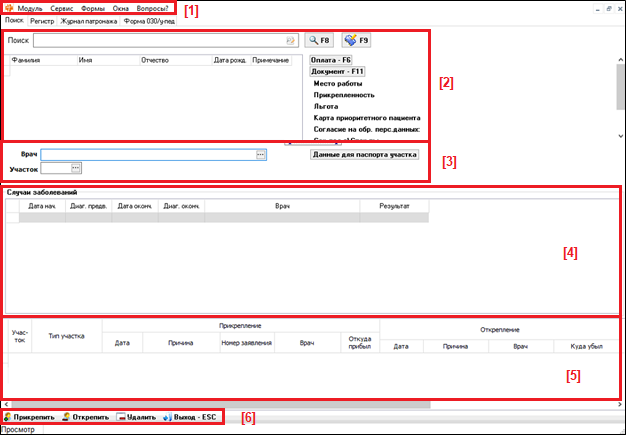 Модуль Сервис Формы Окна Вопросы? [1]
Поиск Регистр Журнал патронажа Форма 030/у-пед
Поиск F8 F9
Фамилия Имя Отчество Дата рожд. Примечание
Оплата - F6
Документ - F11
Место работы
[2]
Прикрепленность
Льгота
Карта приоритетного пациента
Согласие на обр. перс.данных:
Врач ... Данные для паспорта участка
[3]
Участок ...
Случаи заболеваний
Дата нач. Диаг. предв. Дата оконч. Диаг. оконч. Врач Результат
[4]
Учас-ток Тип участка Прикрепление Открепление
Дата Причина Номер заявления Врач Откуда прибыл Дата Причина Врач Куда убыл
[5]
Прикрепить Открепить Удалить Выход - ESC [6]
Просмотр